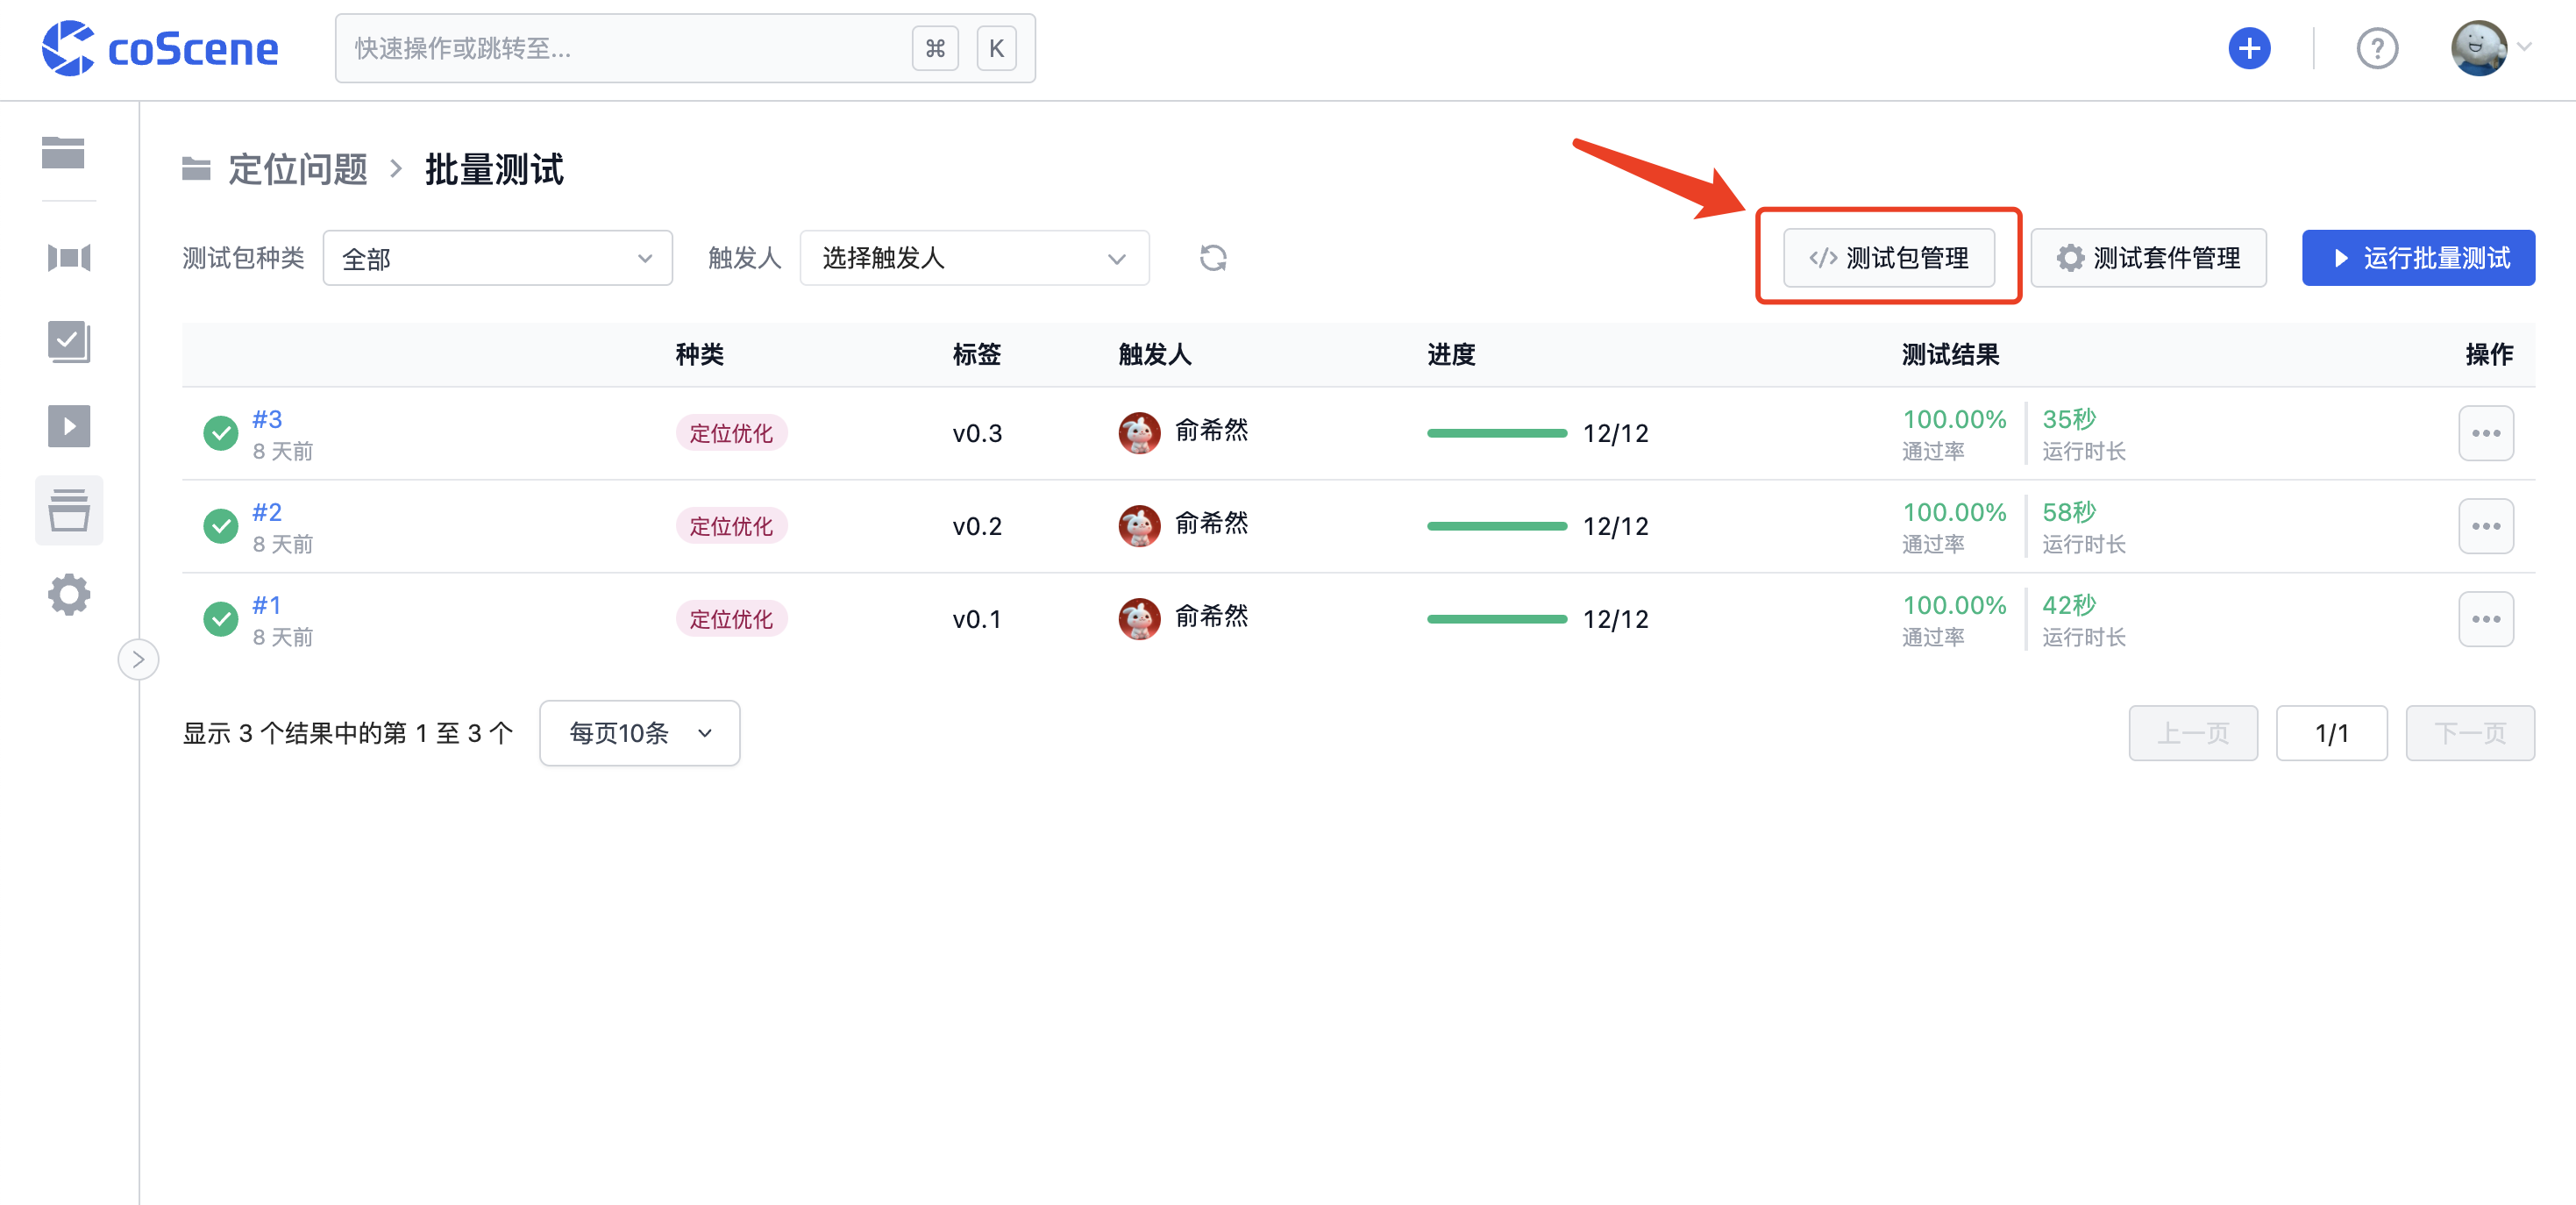 coScene
快速操作或跳转至... ⌘ K
定位问题 > 批量测试
测试包种类 全部 触发人 选择触发人 </> 测试包管理 测试套件管理 运行批量测试
种类 标签 触发人 进度 测试结果 操作
#3 定位优化 v0.3 俞希然 12/12 100.00% 35秒
8 天前 通过率 运行时长
#2 定位优化 v0.2 俞希然 12/12 100.00% 58秒
8 天前 通过率 运行时长
#1 定位优化 v0.1 俞希然 12/12 100.00% 42秒
8 天前 通过率 运行时长
显示 3 个结果中的第 1 至 3 个 每页10条 上一页 1/1 下一页